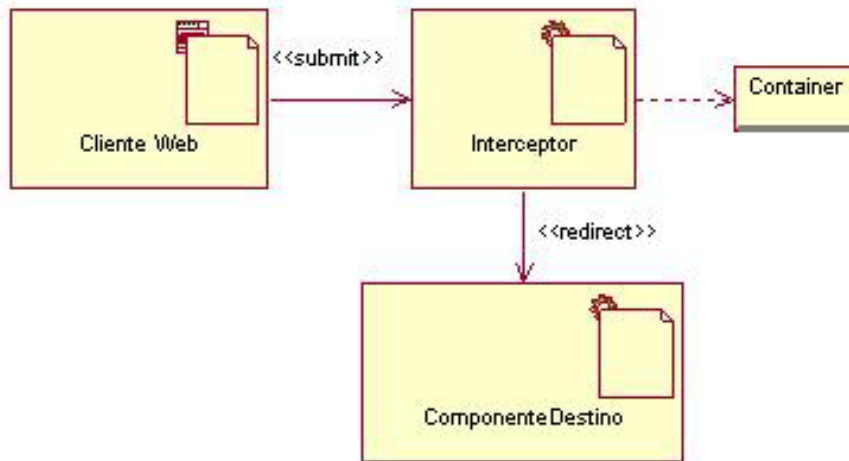 <<submit>>
Container
Cliente Web
Interceptor
<<redirect>>
ComponenteDestino